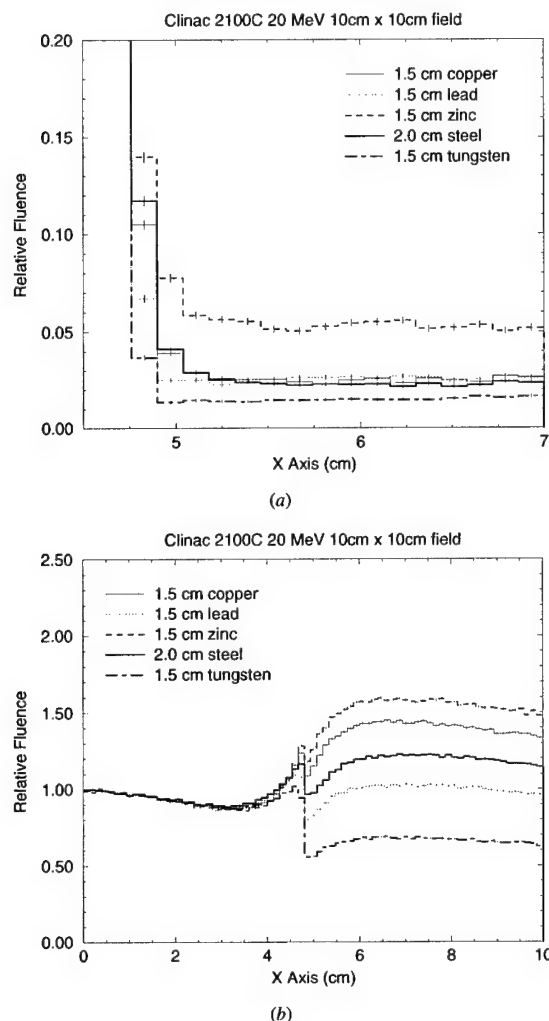 Clinac 2100C 20 MeV 10cm x 10cm field
0.20
0.15
0.10
0.05
0.00
Relative Fluence
1.5 cm copper
1.5 cm lead
1.5 cm zinc
2.0 cm steel
1.5 cm tungsten
5 6 7
X Axis (cm)
(a)
Clinac 2100C 20 MeV 10cm x 10cm field
2.50
2.00
1.50
1.00
0.50
0.00
Relative Fluence
1.5 cm copper
1.5 cm lead
1.5 cm zinc
2.0 cm steel
1.5 cm tungsten
0 2 4 6 8 10
X Axis (cm)
(b)